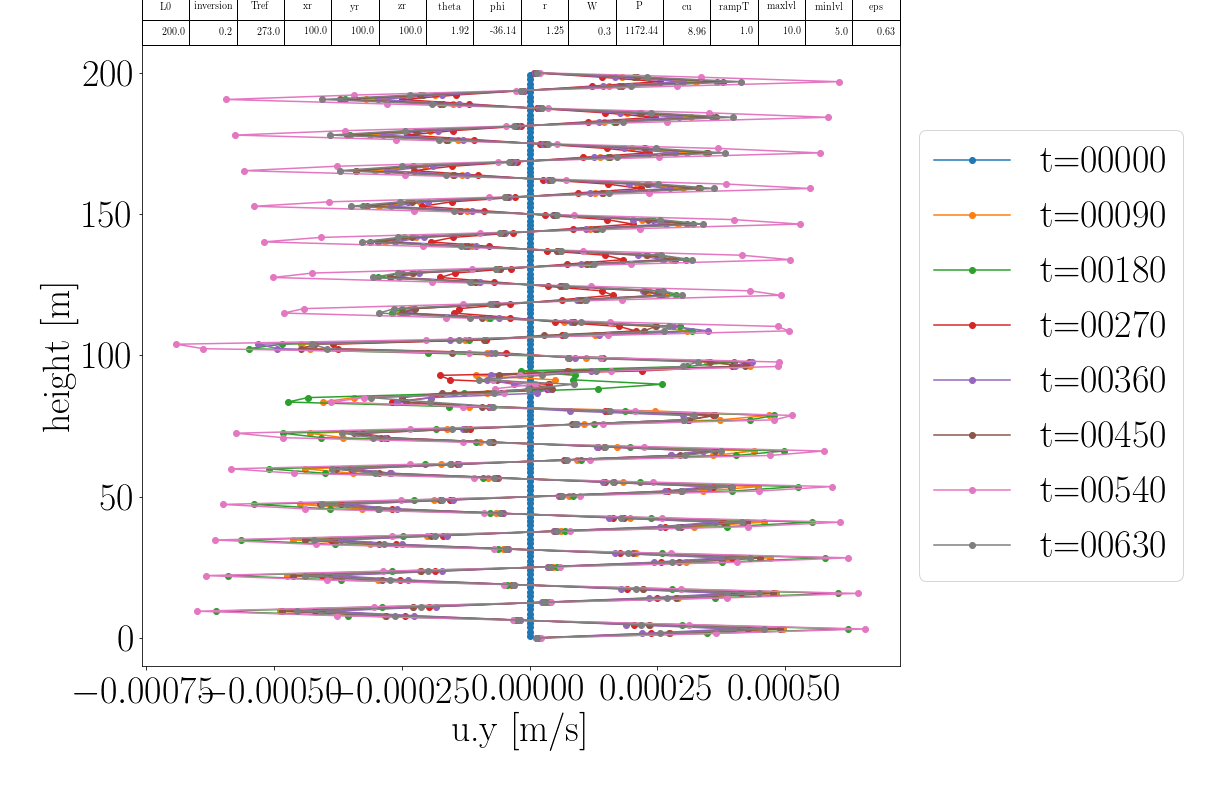 L0 inversion Tref xr yr zr theta phi r W P cu rampT maxlvl minlvl eps
200.0 0.2 273.0 100.0 100.0 100.0 1.92 -36.14 1.25 0.3 1172.44 8.96 1.0 10.0 5.0 0.63
200
150
100
50
0
height [m]
−0.00075 −0.00050 −0.00025 0.00000 0.00025 0.00050
u.y [m/s]
t=00000
t=00090
t=00180
t=00270
t=00360
t=00450
t=00540
t=00630